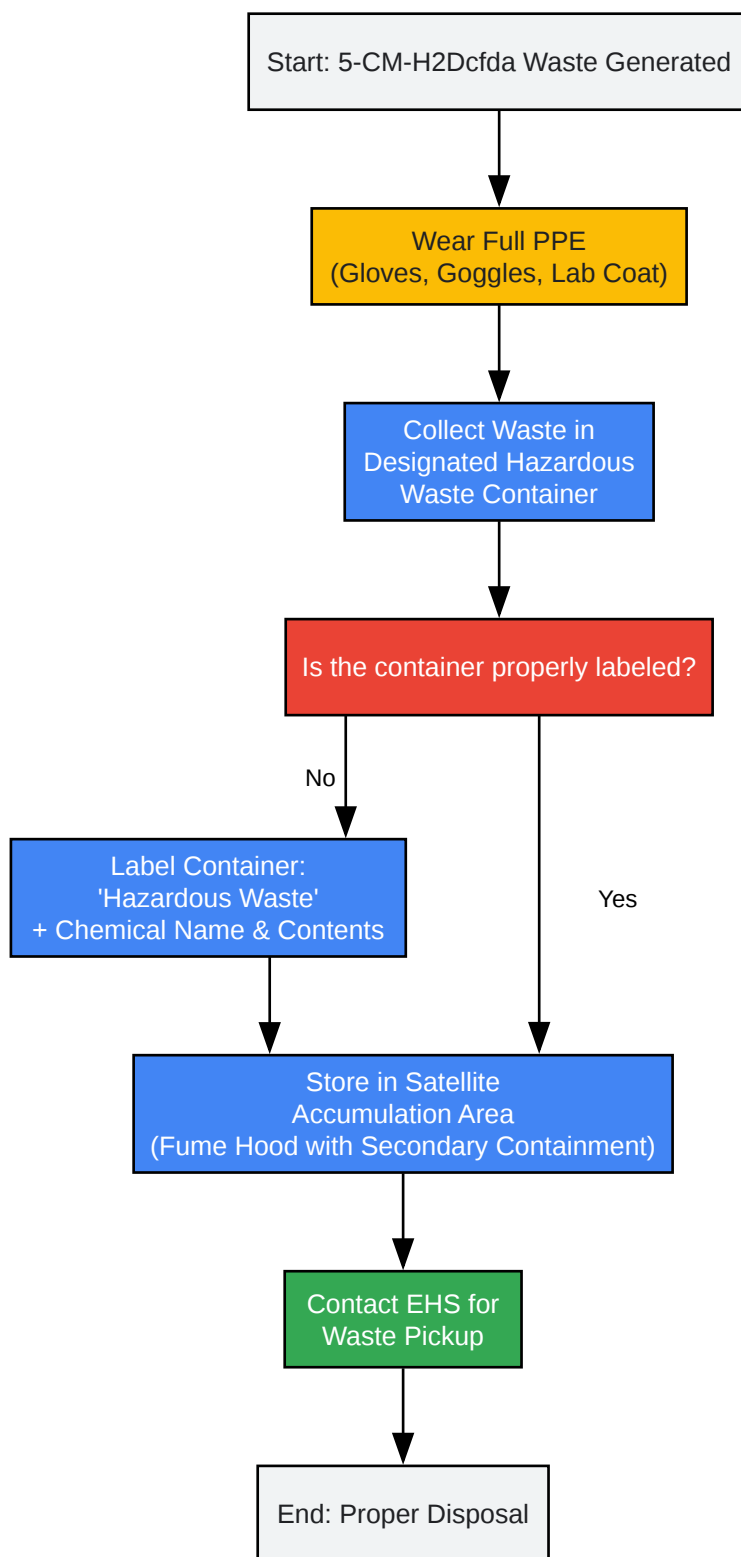 Start: 5-CM-H2Dcfda Waste Generated
Wear Full PPE
(Gloves, Goggles, Lab Coat)
Collect Waste in
Designated Hazardous
Waste Container
Is the container properly labeled?
No
Label Container:
'Hazardous Waste'
+ Chemical Name & Contents
Yes
Store in Satellite
Accumulation Area
(Fume Hood with Secondary Containment)
Contact EHS for
Waste Pickup
End: Proper Disposal